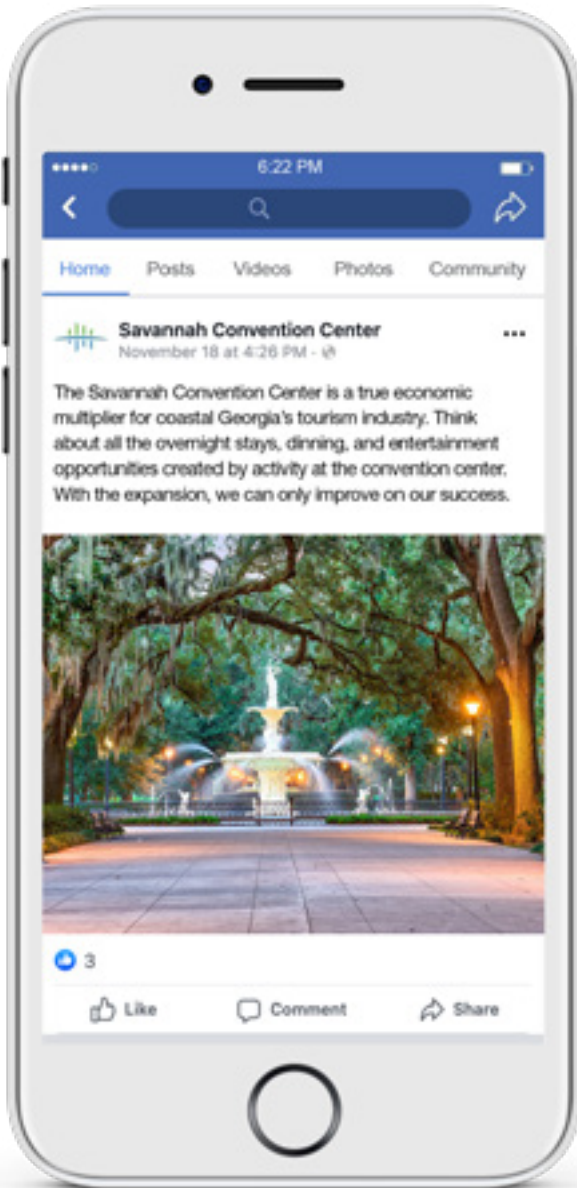 6:22 PM
Home Posts Videos Photos Community
Savannah Convention Center
November 18 at 4:26 PM -
The Savannah Convention Center is a true economic
multiplier for coastal Georgia's tourism industry. Think
about all the overnight stays, dinning, and entertainment
opportunities created by activity at the convention center.
With the expansion, we can only improve on our success.
3
Like Comment Share